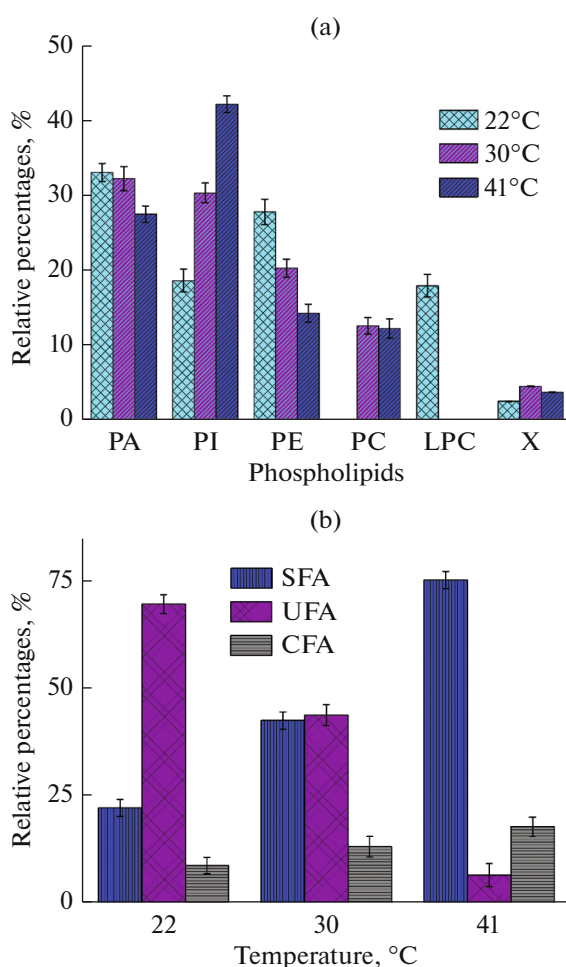 (a)
50
40
30
20
10
0
Relative percentages, %
22°C
30°C
41°C
PA PI PE PC LPC X
Phospholipids
(b)
75
50
25
0
Relative percentages, %
SFA
UFA
CFA
22 30 41
Temperature, °C